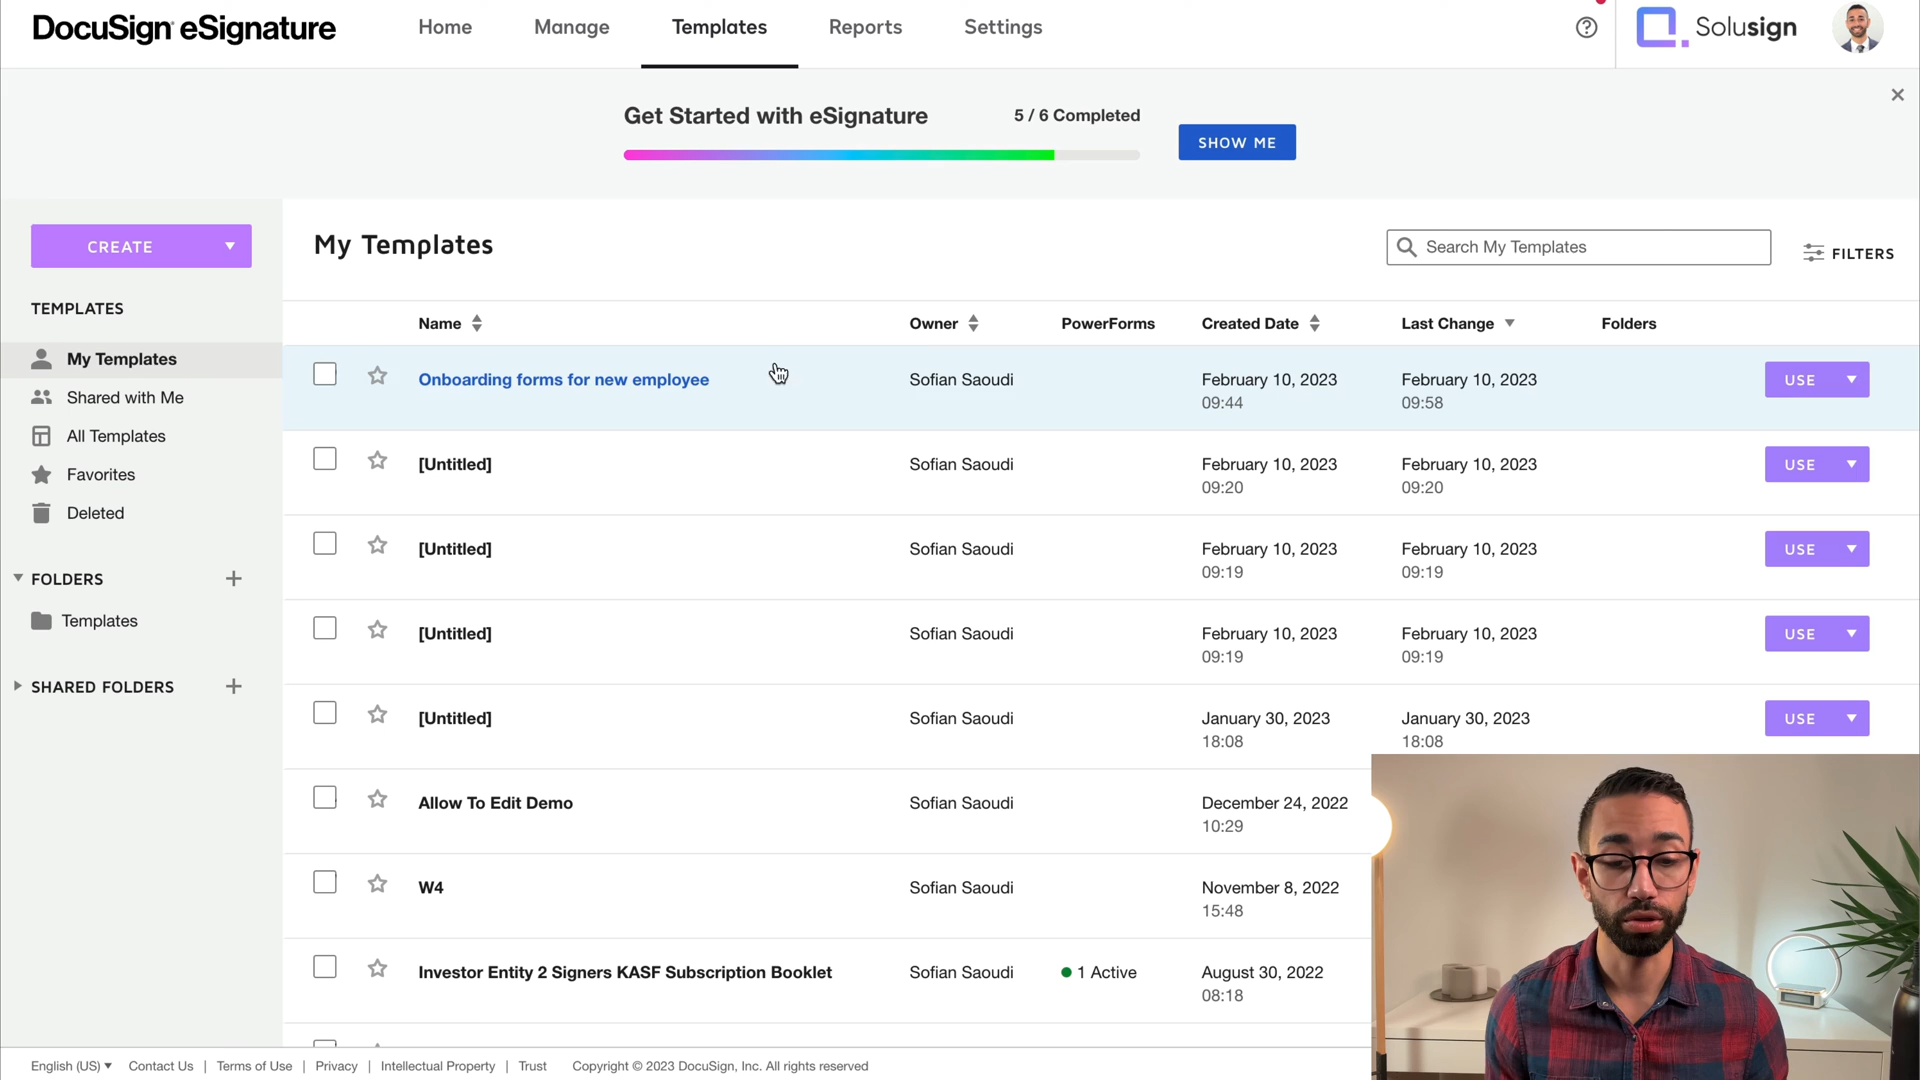 DocuSign eSignature
Home
Manage
Templates
Reports
Settings
Solusign
Get Started with eSignature
5 / 6 Completed
SHOW ME
CREATE
TEMPLATES
My Templates
Shared with Me
All Templates
Favorites
Deleted
FOLDERS
Templates
SHARED FOLDERS
My Templates
Search My Templates
FILTERS
Name
Owner
PowerForms
Created Date
Last Change
Folders
Onboarding forms for new employee
Sofian Saoudi
February 10, 2023
09:44
February 10, 2023
09:58
USE
[Untitled]
Sofian Saoudi
February 10, 2023
09:20
February 10, 2023
09:20
USE
[Untitled]
Sofian Saoudi
February 10, 2023
09:19
February 10, 2023
09:19
USE
[Untitled]
Sofian Saoudi
February 10, 2023
09:19
February 10, 2023
09:19
USE
[Untitled]
Sofian Saoudi
January 30, 2023
18:08
January 30, 2023
18:08
USE
Allow To Edit Demo
Sofian Saoudi
December 24, 2022
10:29
W4
Sofian Saoudi
November 8, 2022
15:48
Investor Entity 2 Signers KASF Subscription Booklet
Sofian Saoudi
1 Active
August 30, 2022
08:18
English (US)
Contact Us | Terms of Use | Privacy | Intellectual Property | Trust
Copyright © 2023 DocuSign, Inc. All rights reserved